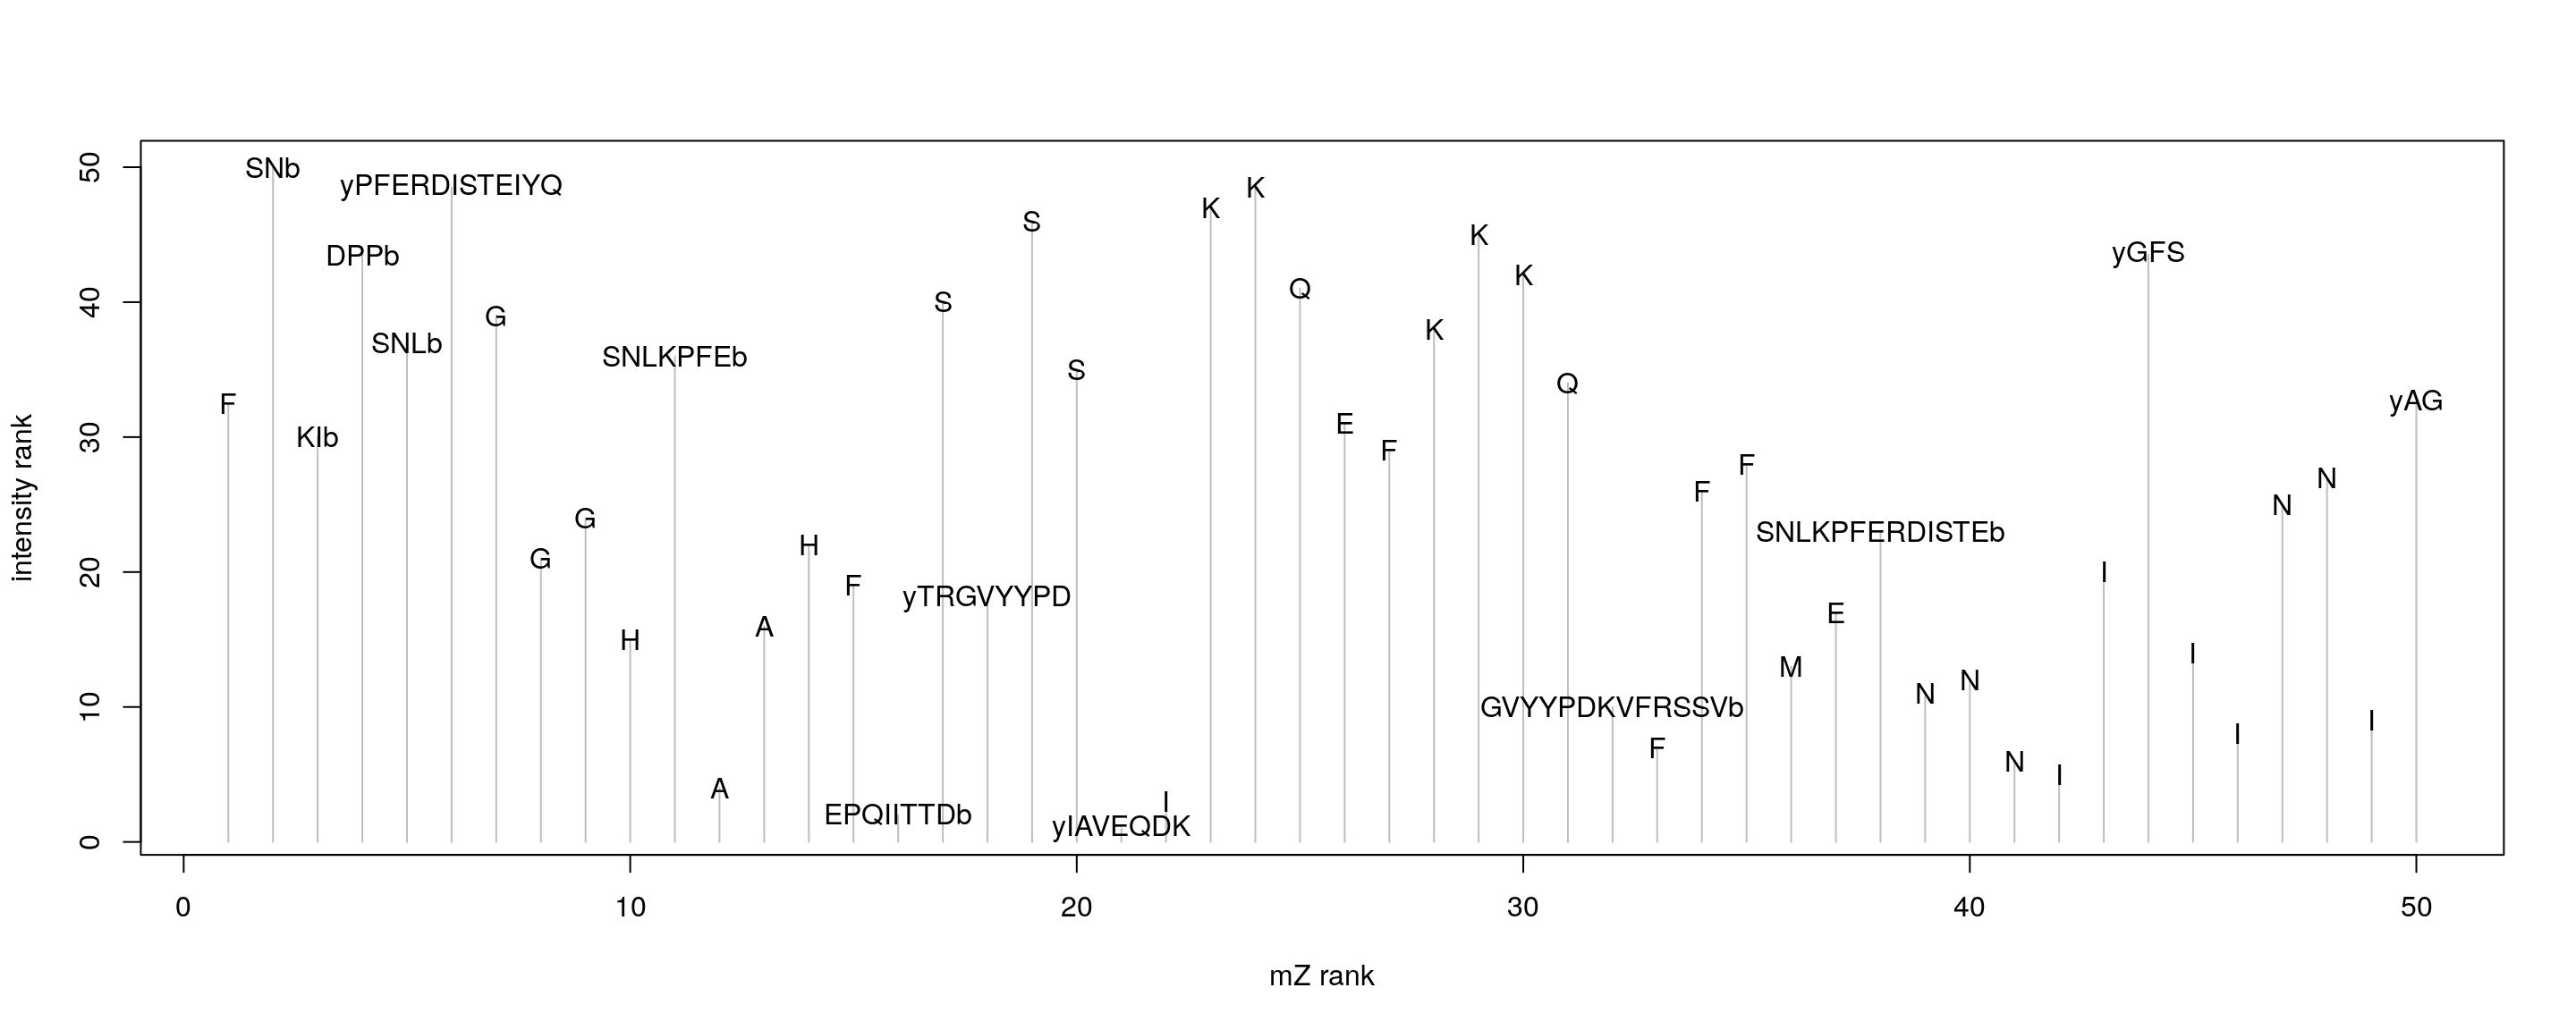 50
SNb
yPFERDISTEIYQ
K
K
S
K
yGFS
DPPb
K
40
Q
S
G
K
SNLb
SNLKPFEb
S
Q
F
yAG
30
KIb
E
F
F
N
G
F
N
SNLKPFERDISTEb
H
G
20
F
I
yTRGVYYPD
E
A
H
I
M
N
N
10
GVYYPDKVFRSSVb
I
I
F
N
I
A
I
EPQIITTDb
yIAVEQDK
0
intensity rank
0 10 20 30 40 50
mZ rank